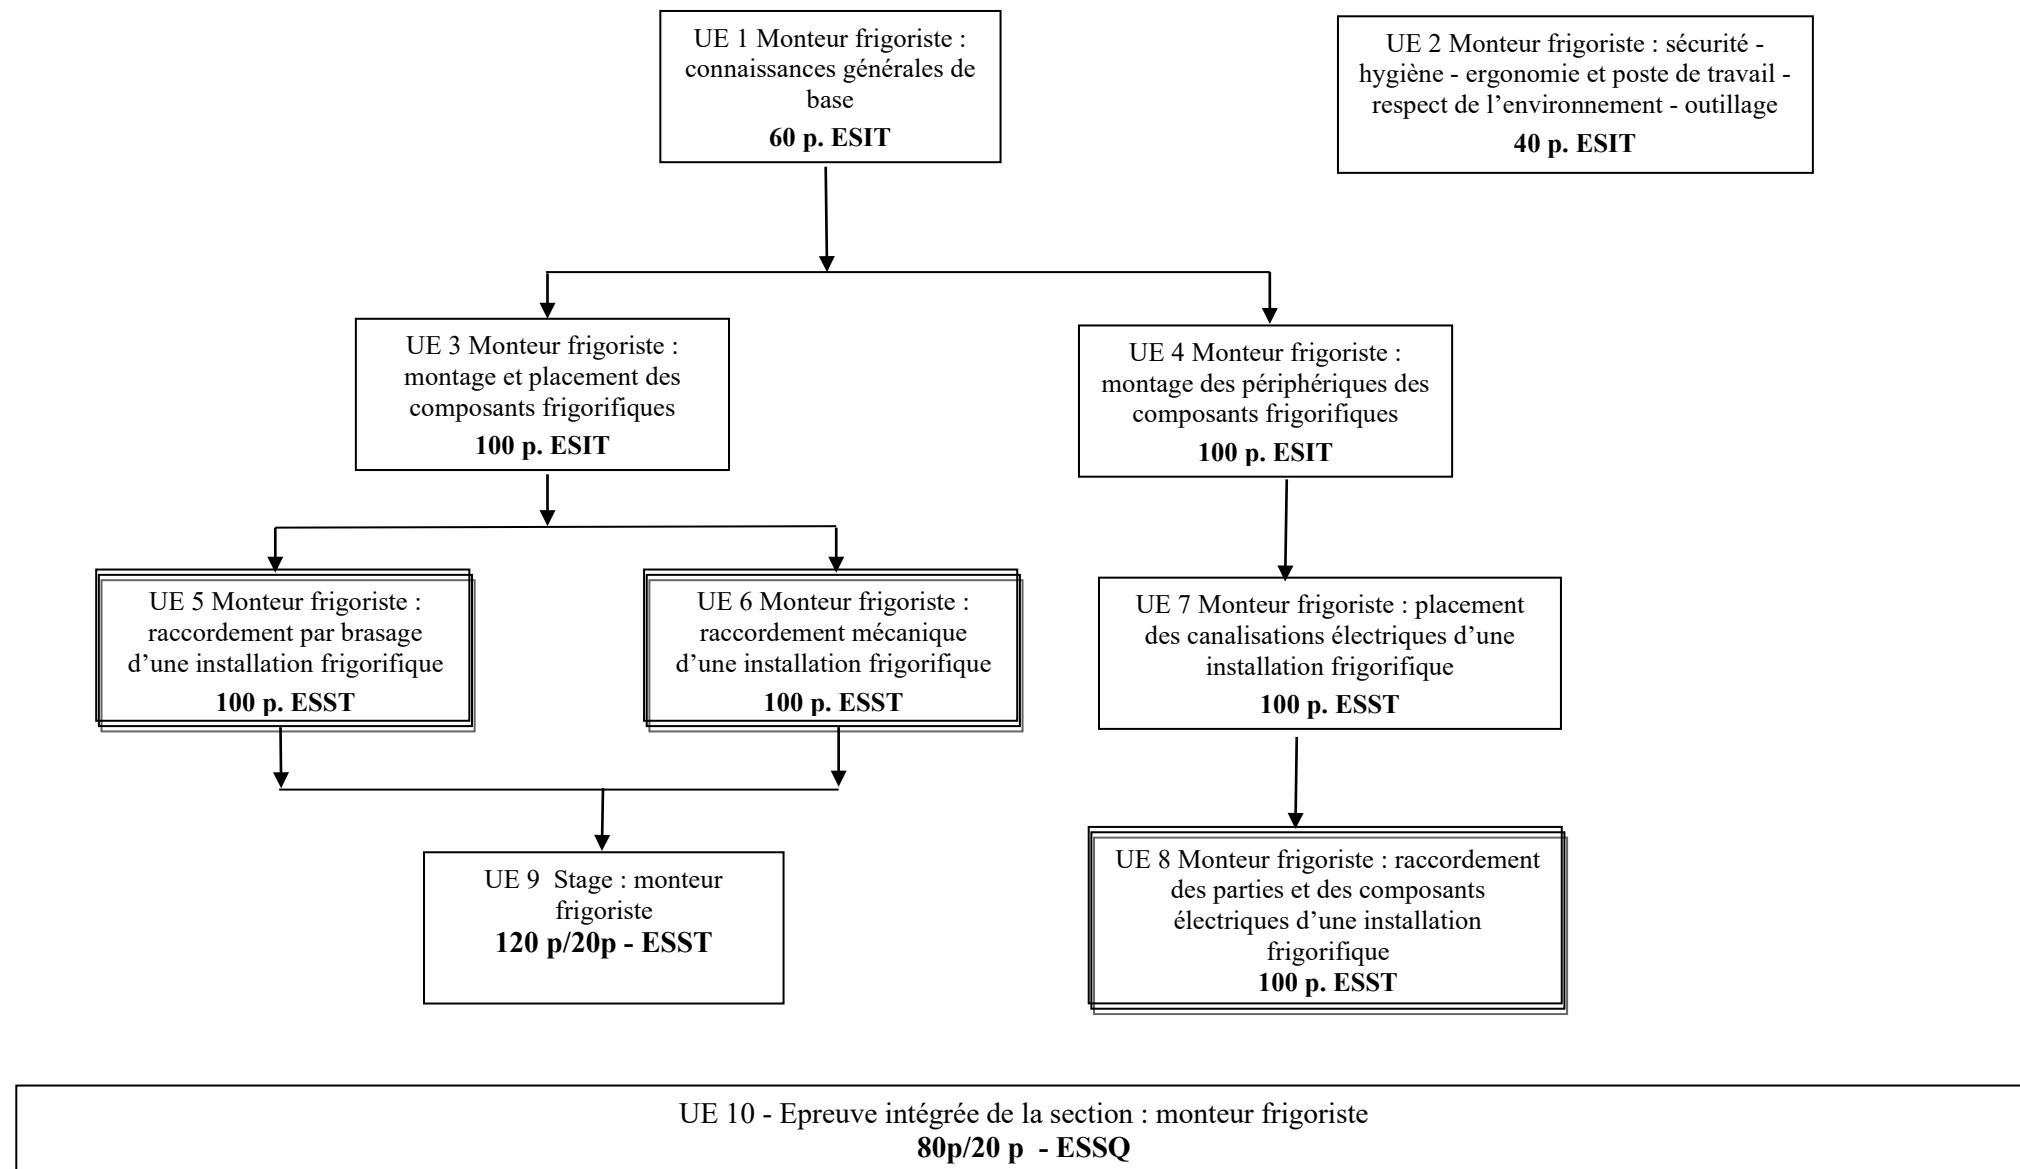 UE 1 Monteur frigoriste :
connaissances générales de
base
60 p. ESIT
UE 2 Monteur frigoriste : sécurité -
hygiène - ergonomie et poste de travail -
respect de l’environnement - outillage
40 p. ESIT
UE 3 Monteur frigoriste :
montage et placement des
composants frigorifiques
100 p. ESIT
UE 4 Monteur frigoriste :
montage des périphériques des
composants frigorifiques
100 p. ESIT
UE 5 Monteur frigoriste :
raccordement par brasage
d’une installation frigorifique
100 p. ESST
UE 6 Monteur frigoriste :
raccordement mécanique
d’une installation frigorifique
100 p. ESST
UE 7 Monteur frigoriste : placement
des canalisations électriques d’une
installation frigorifique
100 p. ESST
UE 9 Stage : monteur
frigoriste
120 p/20p - ESST
UE 8 Monteur frigoriste : raccordement
des parties et des composants
électriques d’une installation
frigorifique
100 p. ESST
UE 10 - Epreuve intégrée de la section : monteur frigoriste
80p/20 p - ESSQ